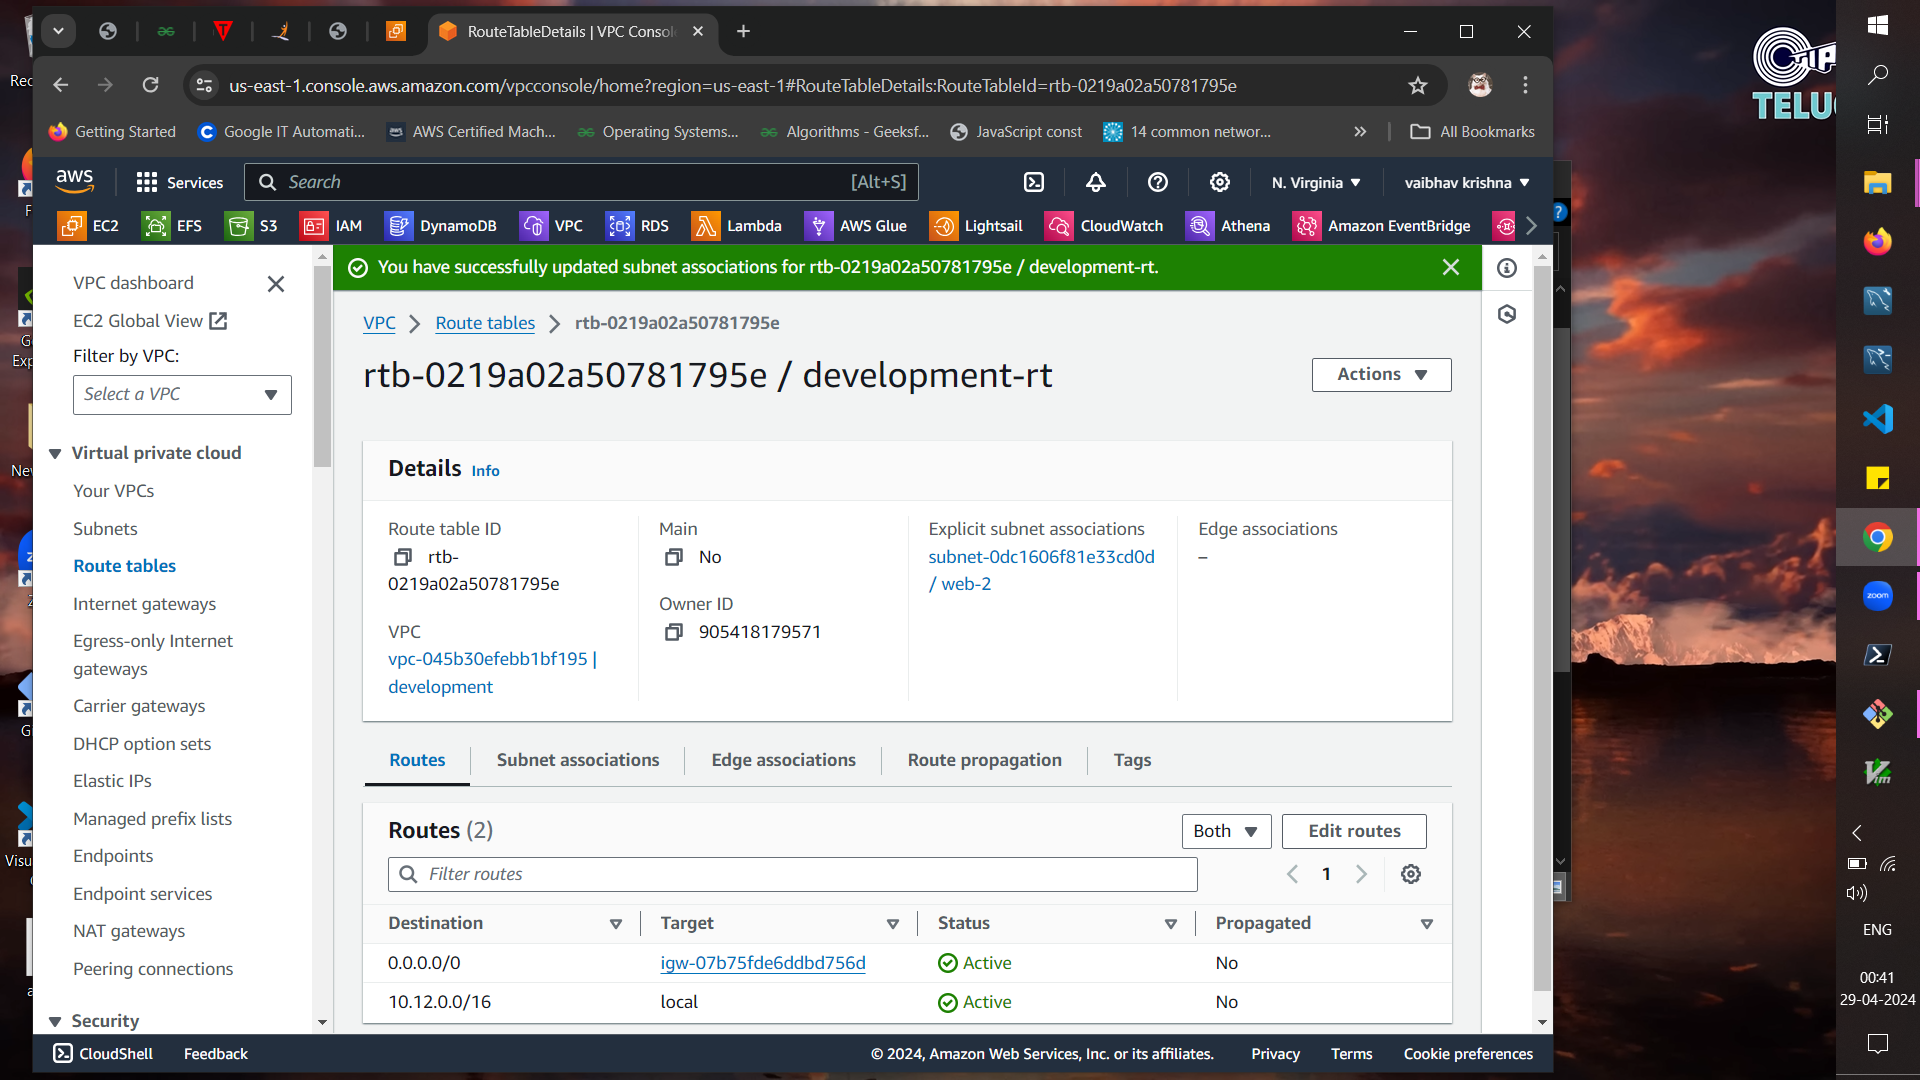 RouteTableDetails | VPC Consol
us-east-1.console.aws.amazon.com/vpcconsole/home?region=us-east-1#RouteTableDetails:RouteTableId=rtb-0219a02a50781795e
Getting Started
Google IT Automati...
AWS Certified Mach...
Operating Systems...
Algorithms - Geeksf...
JavaScript const
14 common networ...
All Bookmarks
aws
Services
Search
[Alt+S]
N. Virginia
vaibhav krishna
EC2
EFS
S3
IAM
DynamoDB
VPC
RDS
Lambda
AWS Glue
Lightsail
CloudWatch
Athena
Amazon EventBridge
VPC dashboard
EC2 Global View
Filter by VPC:
Select a VPC
Virtual private cloud
Your VPCs
Subnets
Route tables
Internet gateways
Egress-only Internet
gateways
Carrier gateways
DHCP option sets
Elastic IPs
Managed prefix lists
Endpoints
Endpoint services
NAT gateways
Peering connections
Security
You have successfully updated subnet associations for rtb-0219a02a50781795e / development-rt.
VPC
Route tables
rtb-0219a02a50781795e
rtb-0219a02a50781795e / development-rt
Actions
Details Info
Route table ID
rtb-
0219a02a50781795e
VPC
vpc-045b30efebb1bf195 |
development
Main
No
Owner ID
905418179571
Explicit subnet associations
subnet-0dc1606f81e33cd0d
/ web-2
Edge associations
–
Routes
Subnet associations
Edge associations
Route propagation
Tags
Routes (2)
Both
Edit routes
Filter routes
1
Destination
Target
Status
Propagated
0.0.0.0/0
igw-07b75fde6ddbd756d
Active
No
10.12.0.0/16
local
Active
No
CloudShell
Feedback
© 2024, Amazon Web Services, Inc. or its affiliates.
Privacy
Terms
Cookie preferences
zoom
ENG
00:41
29-04-2024